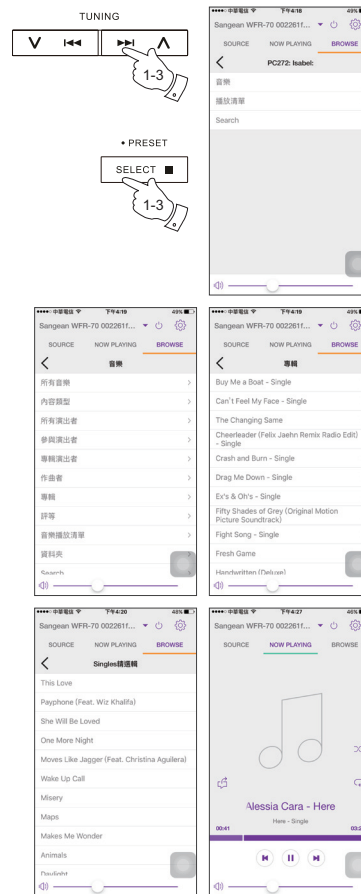 TUNING
1-3
• PRESET
SELECT
1-3
中華電信 下午4:18 49%
Sangean WFR-70 002261f...
SOURCE NOW PLAYING BROWSE
PC272: Isabel:
音樂
播放清單
Search
中華電信 下午4:19 49%
Sangean WFR-70 002261f...
SOURCE NOW PLAYING BROWSE
音樂
所有音樂
內容類型
所有演出者
參與演出者
專輯演出者
作曲者
專輯
評等
音樂播放清單
資料夾
Search
中華電信 下午4:19 49%
Sangean WFR-70 002261f...
SOURCE NOW PLAYING BROWSE
專輯
Buy Me a Boat - Single
Can't Feel My Face - Single
The Changing Same
Cheerleader (Felix Jaehn Remix Radio Edit)
- Single
Crash and Burn - Single
Drag Me Down - Single
Ex's & Oh's - Single
Fifty Shades of Grey (Original Motion
Picture Soundtrack)
Fight Song - Single
Fresh Game
Handwritten (Deluxe)
中華電信 下午4:20 48%
Sangean WFR-70 002261f...
SOURCE NOW PLAYING BROWSE
Singles精選輯
This Love
Payphone (Feat. Wiz Khalifa)
She Will Be Loved
One More Night
Moves Like Jagger (Feat. Christina Aguilera)
Wake Up Call
Misery
Maps
Makes Me Wonder
Animals
Daylight
中華電信 下午4:27 46%
Sangean WFR-70 002261f...
SOURCE NOW PLAYING BROWSE
Alessia Cara - Here
Here - Single
00:41